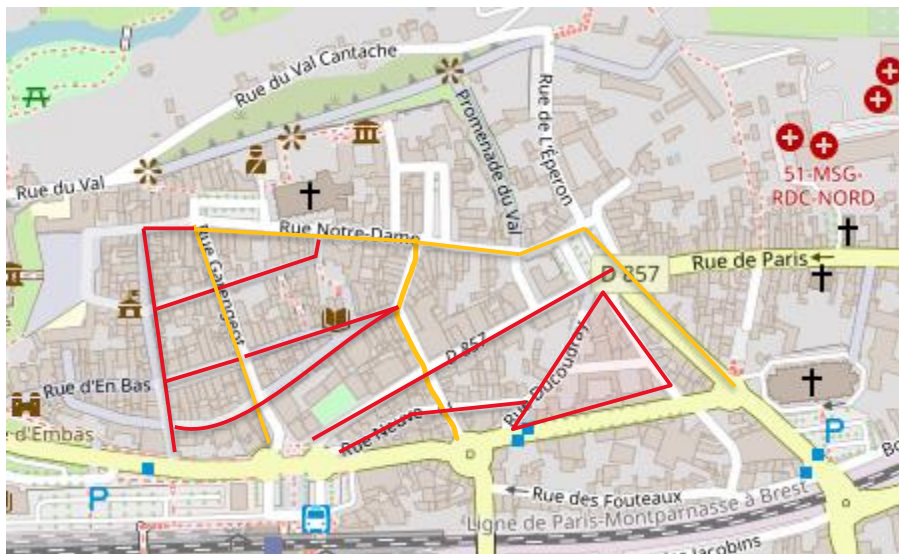 Rue du Val Cantache
Promenade du Val
Rue de L'Éperon
51-MSG-
RDC-NORD
Rue du Val
Rue Notre-Dame
Rue Garengeot
Rue de Paris
D 857
D 857
Rue d'En Bas
Rue Ducoudray
Rue Neuve
d'Embas
P
P
Rue des Fouteaux
Ligne de Paris-Montparnasse à Brest
Jacobins